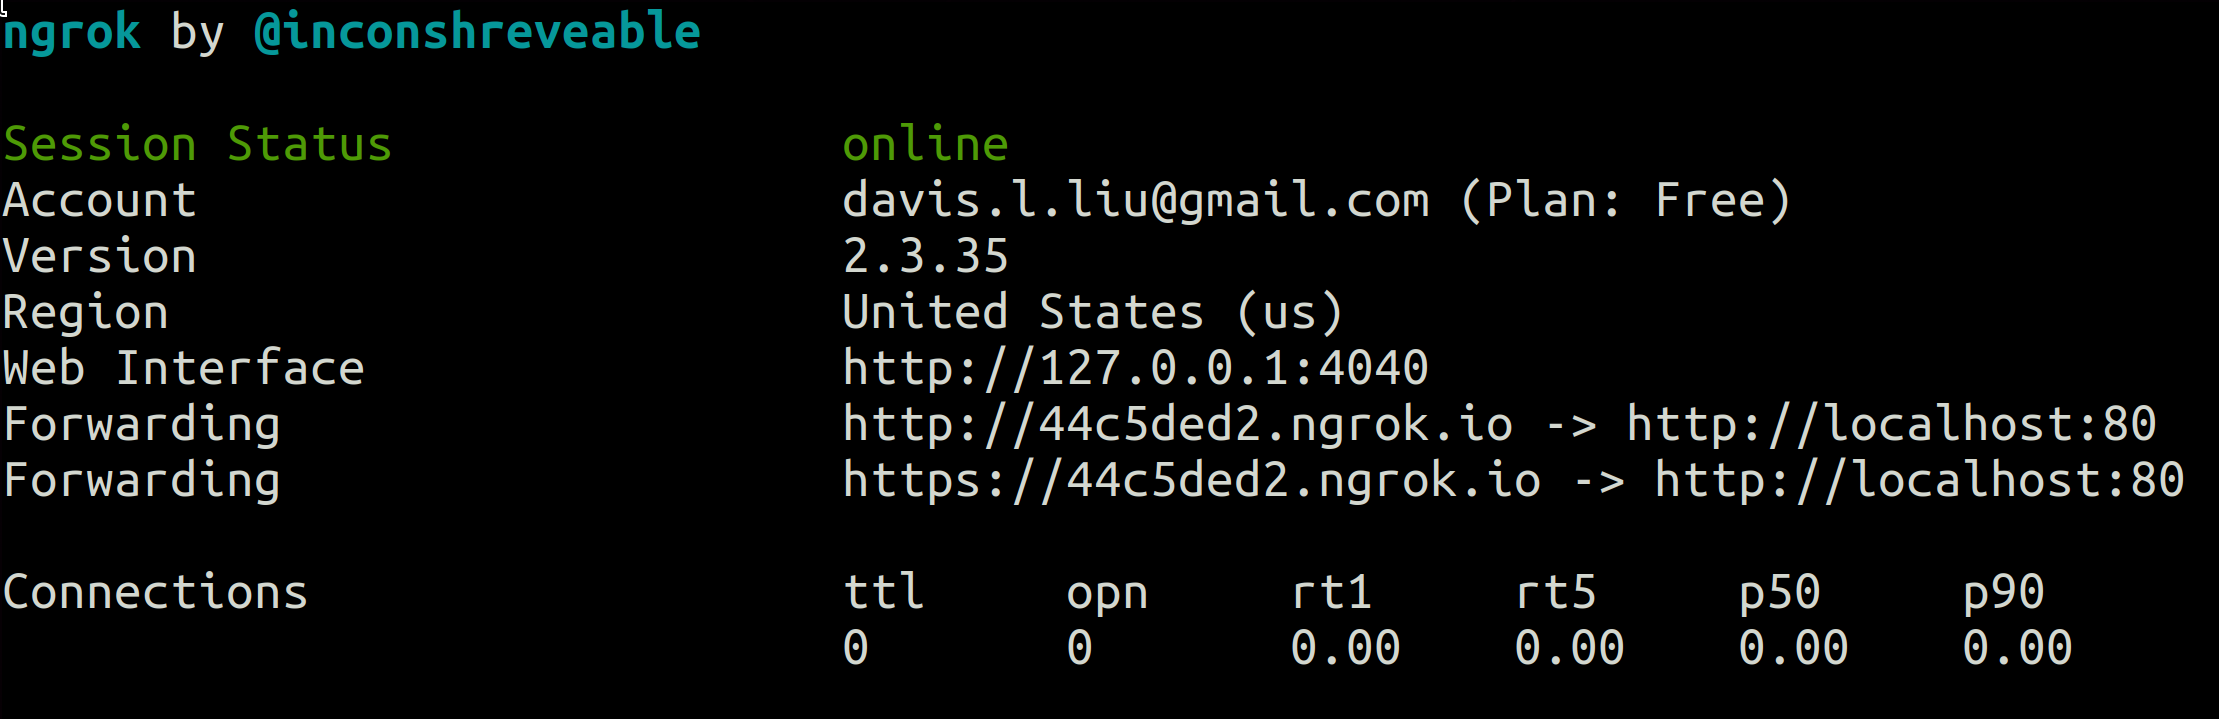 ngrok by @inconshreveable
Session Status online
Account davis.l.liu@gmail.com (Plan: Free)
Version 2.3.35
Region United States (us)
Web Interface http://127.0.0.1:4040
Forwarding http://44c5ded2.ngrok.io -> http://localhost:80
Forwarding https://44c5ded2.ngrok.io -> http://localhost:80
Connections ttl opn rt1 rt5 p50 p90
0 0 0.00 0.00 0.00 0.00